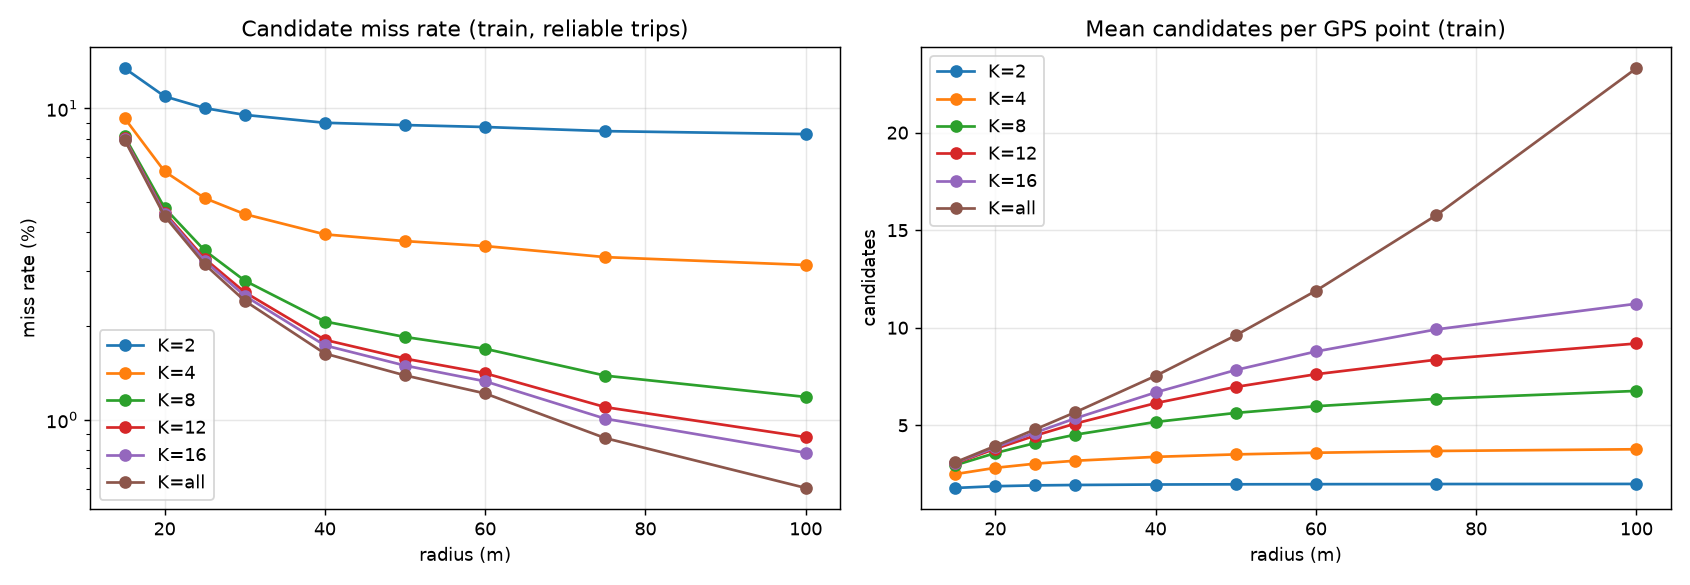 Candidate miss rate (train, reliable trips)
miss rate (%)
10¹
10⁰
K=2
K=4
K=8
K=12
K=16
K=all
20 40 60 80 100
radius (m)
Mean candidates per GPS point (train)
candidates
20
15
10
5
K=2
K=4
K=8
K=12
K=16
K=all
20 40 60 80 100
radius (m)